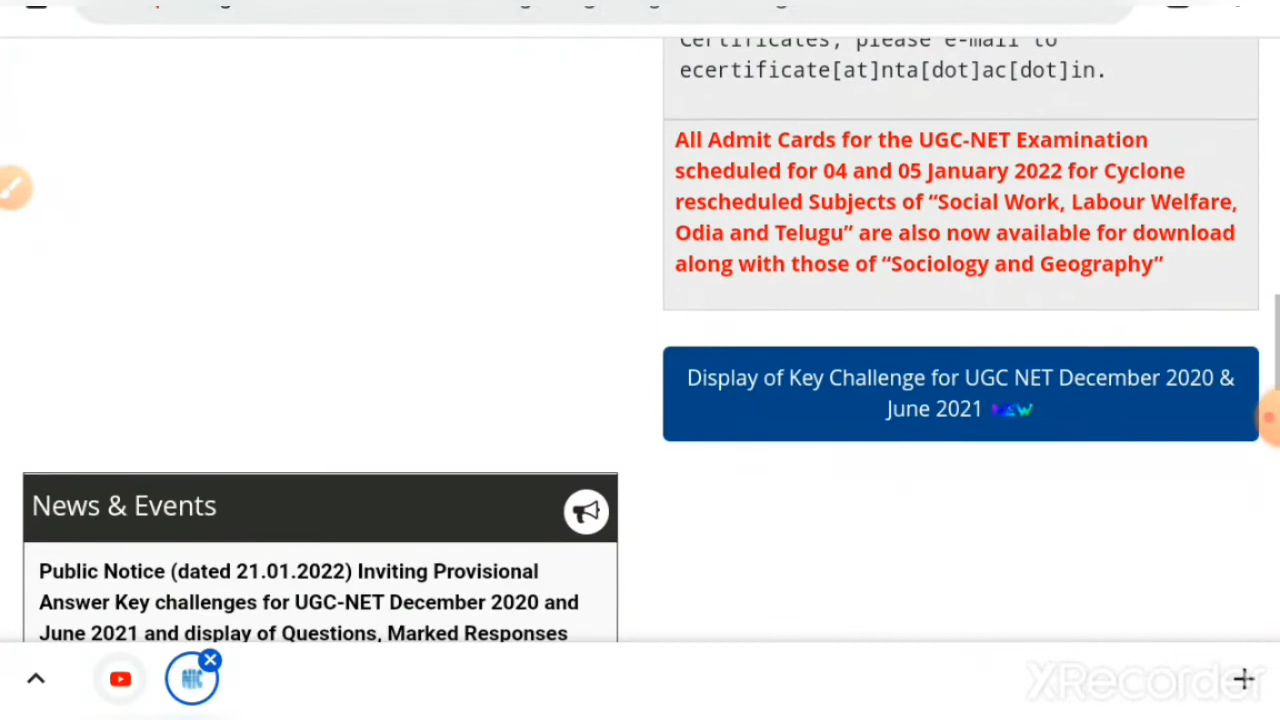 Certificates, please e-mail to
ecertificate[at]nta[dot]ac[dot]in.
All Admit Cards for the UGC-NET Examination
scheduled for 04 and 05 January 2022 for Cyclone
rescheduled Subjects of “Social Work, Labour Welfare,
Odia and Telugu” are also now available for download
along with those of “Sociology and Geography”
Display of Key Challenge for UGC NET December 2020 &
June 2021 NEW
News & Events
Public Notice (dated 21.01.2022) Inviting Provisional
Answer Key challenges for UGC-NET December 2020 and
June 2021 and display of Questions, Marked Responses
NIC
XRecorder